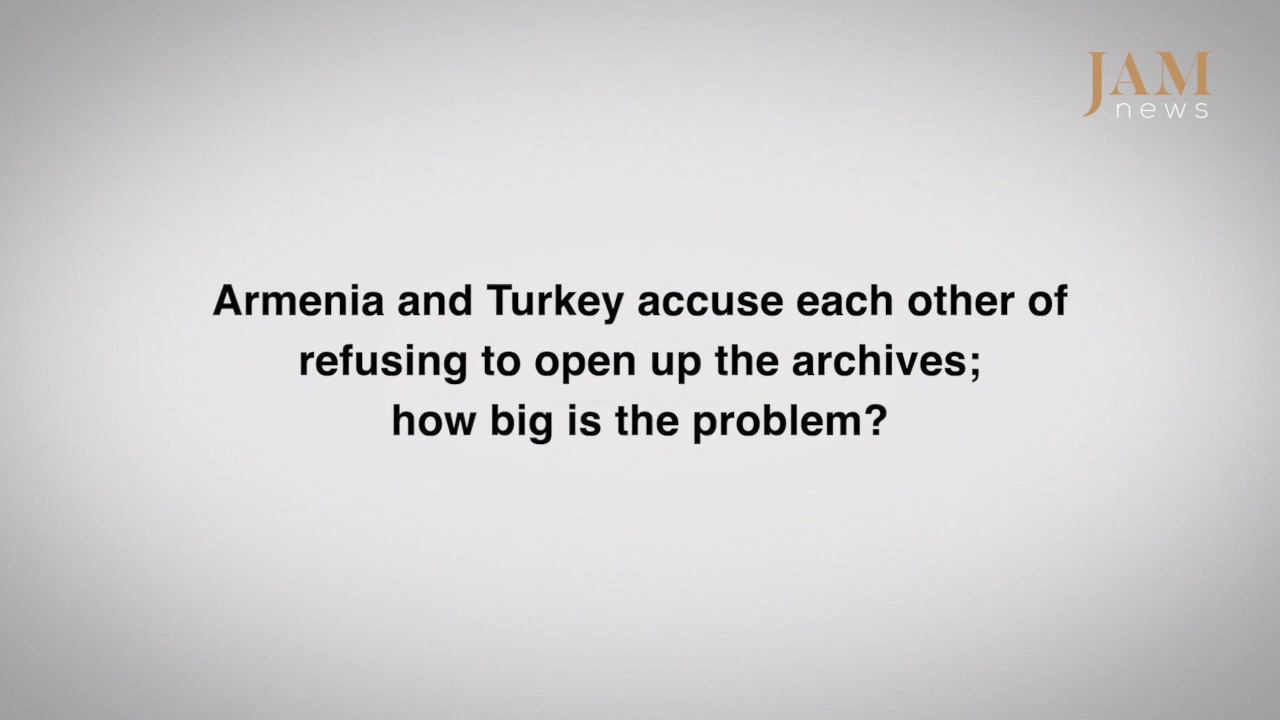 JAM
news
Armenia and Turkey accuse each other of
refusing to open up the archives;
how big is the problem?